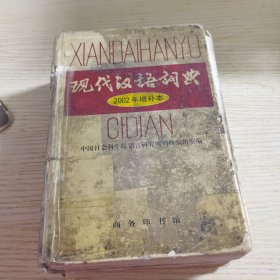 XIANDAIHANYU
现代汉语词典
2002年增补本
CIDIAN
中国社会科学院语言研究所词典编辑室编
商务印书馆